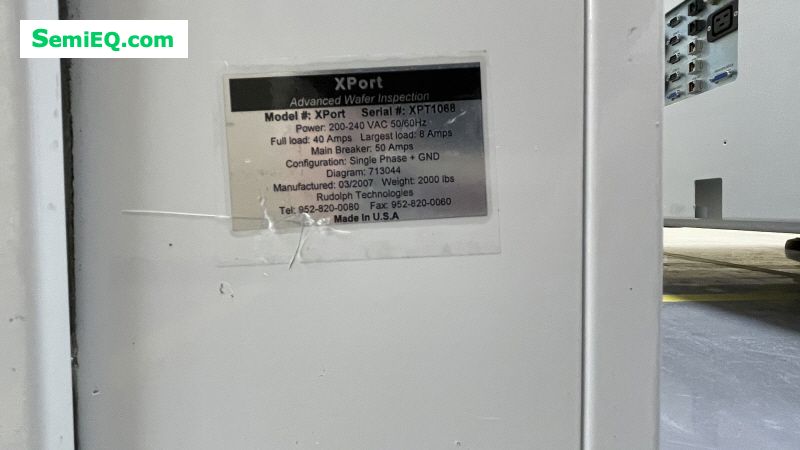 SemiEQ.com
XPort
Advanced Wafer Inspection
Model #: XPort Serial #: XPT1068
Power: 200-240 VAC 50/60Hz
Full load: 40 Amps Largest load: 8 Amps
Main Breaker: 50 Amps
Configuration: Single Phase + GND
Diagram: 713044
Manufactured: 03/2007 Weight: 2000 lbs
Rudolph Technologies
Tel: 952-820-0080 Fax: 952-820-0060
Made In U.S.A